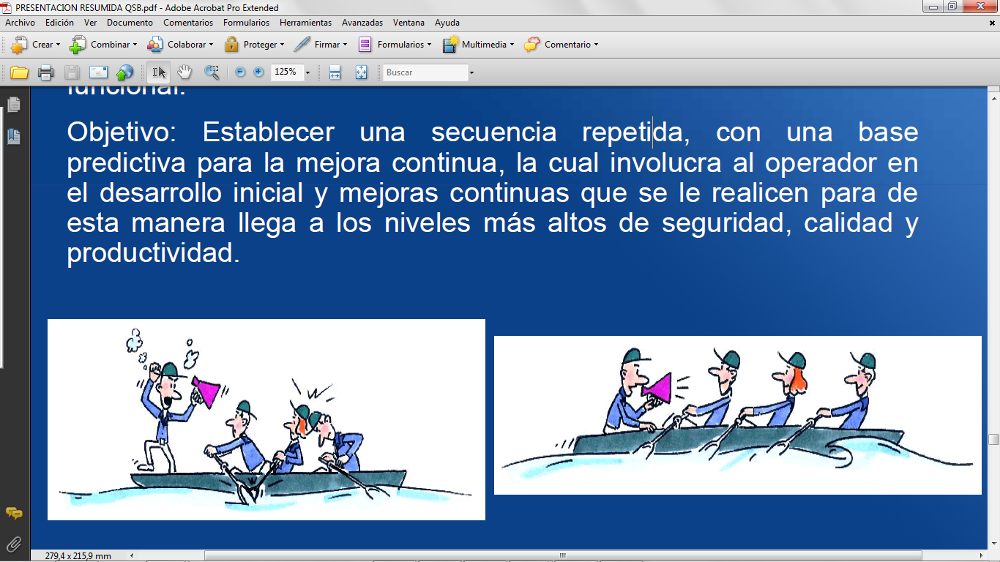 PRESENTACION RESUMIDA QSB.pdf - Adobe Acrobat Pro Extended
Archivo Edición Ver Documento Comentarios Formularios Herramientas Avanzadas Ventana Ayuda
Crear Combinar Colaborar Proteger Firmar Formularios Multimedia Comentario
125% Buscar
funcional.
Objetivo: Establecer una secuencia repetida, con una base
predictiva para la mejora continua, la cual involucra al operador en
el desarrollo inicial y mejoras continuas que se le realicen para de
esta manera llega a los niveles más altos de seguridad, calidad y
productividad.
279,4 x 215,9 mm